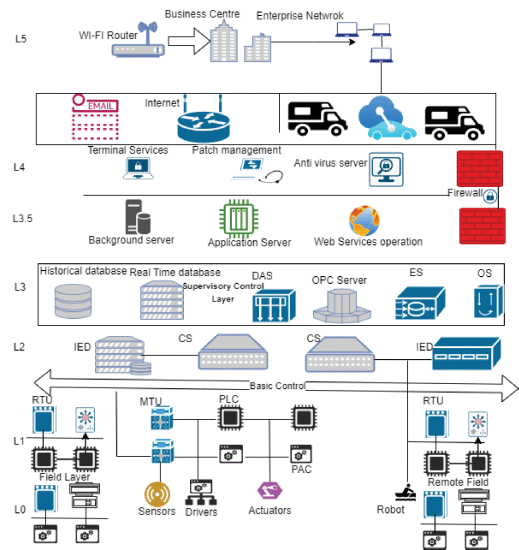 Business Centre
Enterprise Netwrok
WI-FI Router
L5
EMAIL
Internet
Terminal Services
Patch management
Anti virus server
L4
Firewall
L3.5
Background server
Application Server
Web Services operation
Historical database
Real Time database
DAS
OPC Server
ES
OS
Supervisory Control
Layer
L3
L2
IED
CS
CS
IED
Basic Control
RTU
MTU
PLC
RTU
L1
Field Layer
PAC
Remote Field
L0
Sensors
Drivers
Actuators
Robot